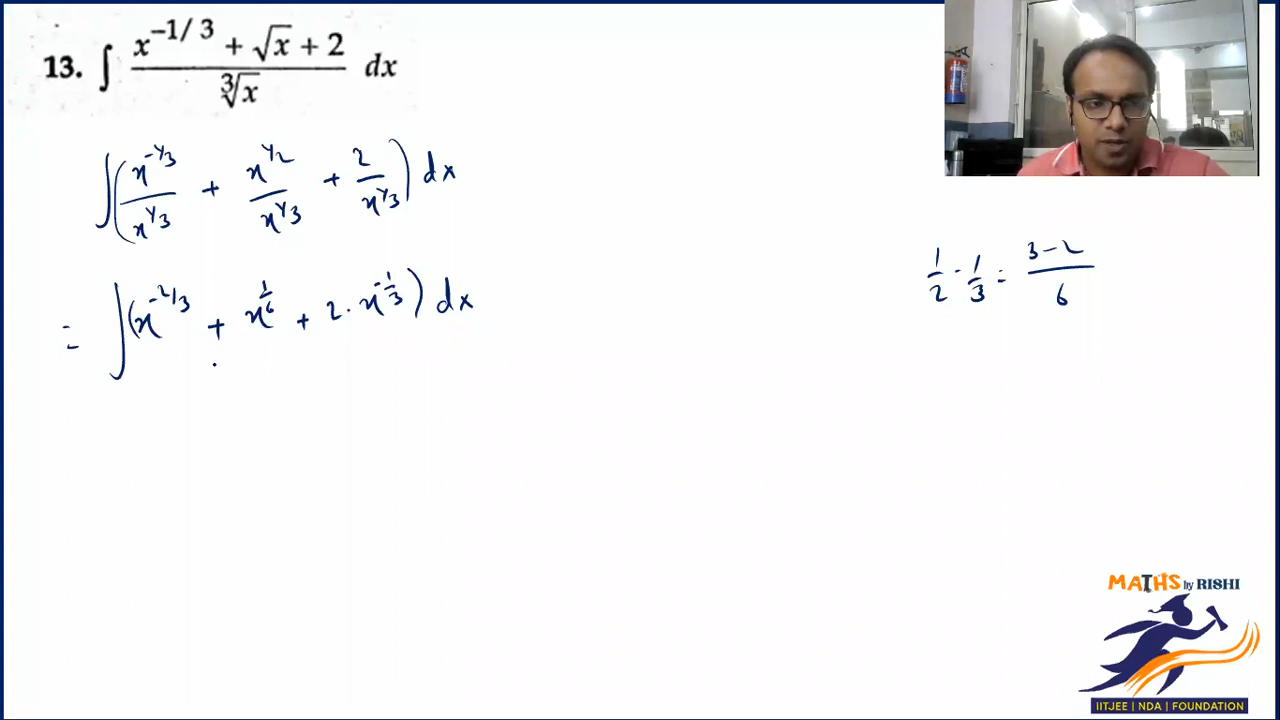 13. ∫ (x^{-1/3} + √x + 2) / ∛x dx
∫ (x^{-1/3} / x^{1/3} + x^{1/2} / x^{1/3} + 2 / x^{1/3}) dx
= ∫ (x^{-2/3} + x^{1/6} + 2 · x^{-1/3}) dx
1/2 - 1/3 = (3-2)/6
MATHS by RISHI
IITJEE | NDA | FOUNDATION